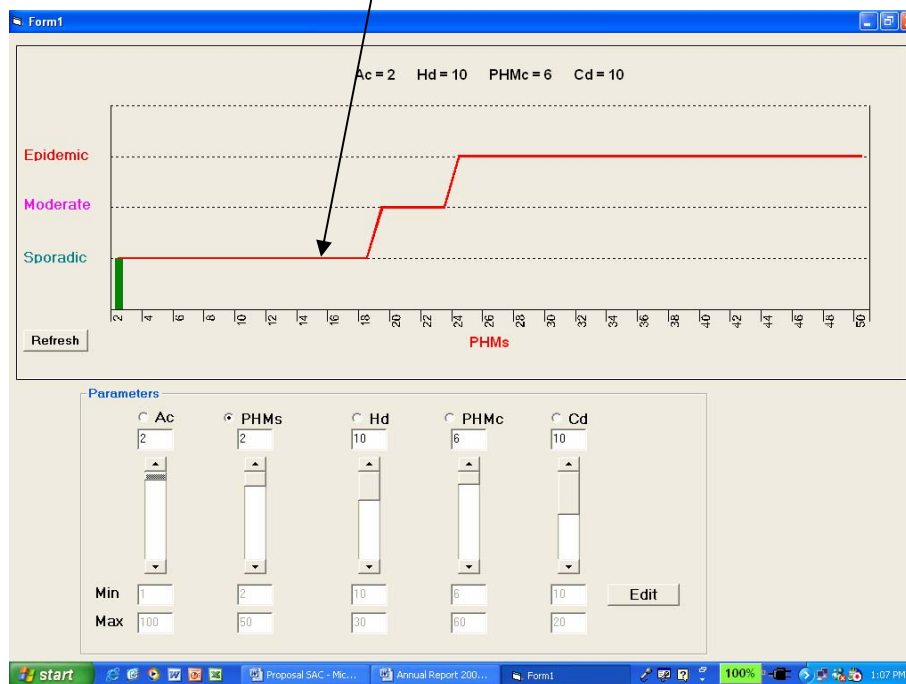 Form1
Ac = 2 Hd = 10 PHMc = 6 Cd = 10
Epidemic
Moderate
Sporadic
2 4 6 8 10 12 14 16 18 20 22 24 26 28 30 32 34 36 38 40 42 44 46 48 50
Refresh
PHMs
Parameters
Ac PHMs Hd PHMc Cd
2 2 10 6 10
Min 1 2 10 6 10 Edit
Max 100 50 30 60 20
start Proposal SAC - Mic... Annual Report 200... Form1 100% 1:07 PM